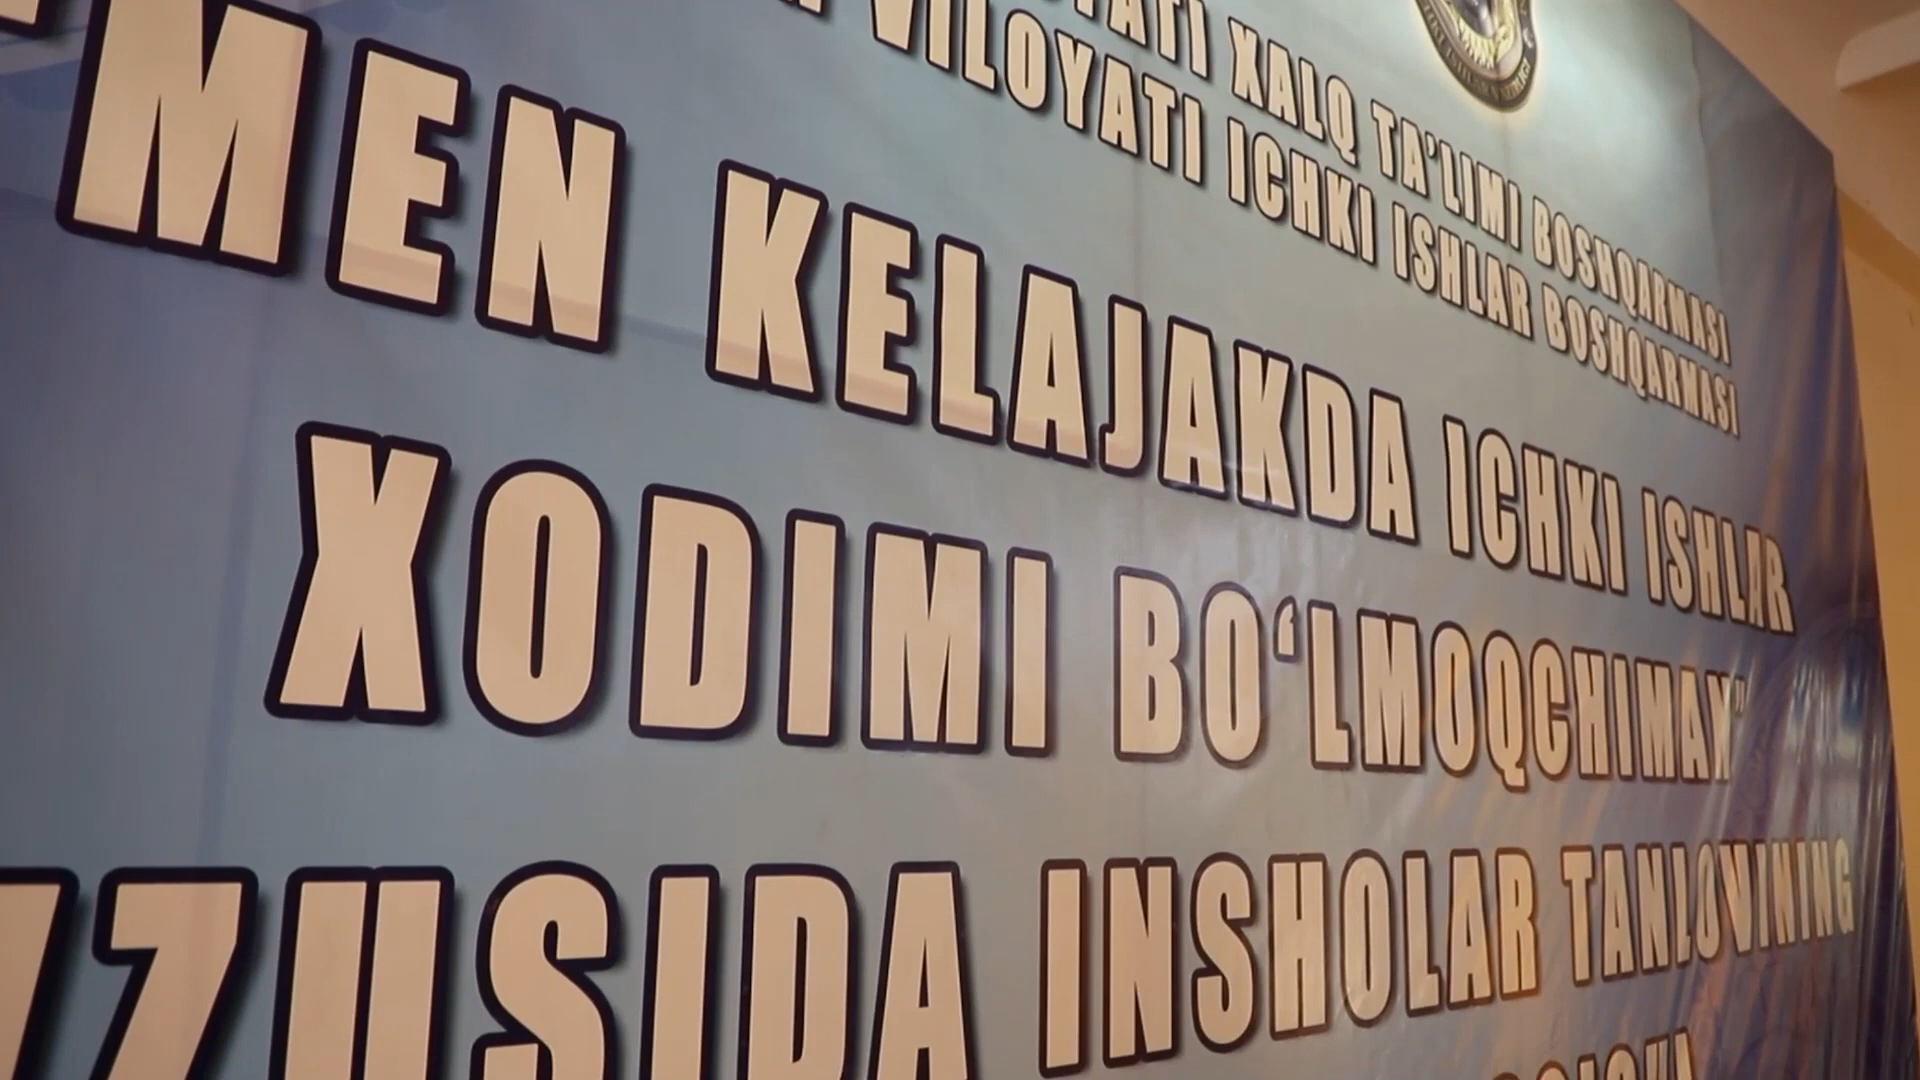 XALQ TA'LIMI BOSHQARMASI
VILOYATI ICHKI ISHLAR BOSHQARMASI
MEN KELAJAKDA ICHKI ISHLAR
XODIMI BO‘LMOQCHIMAN"
INSHOLAR TANLOVINING